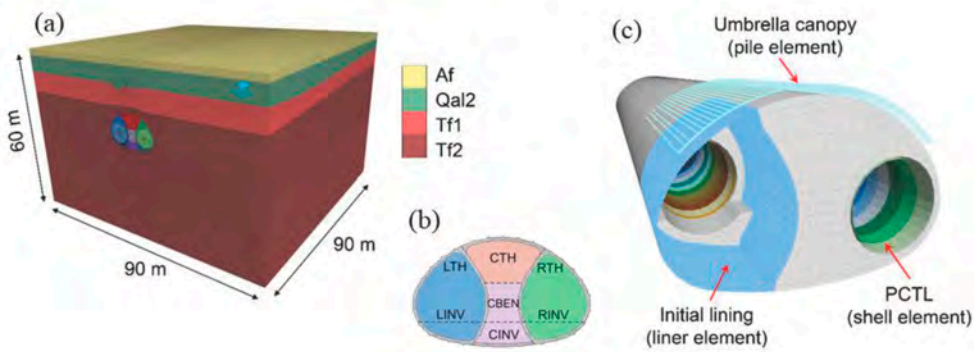 (a)
60 m
90 m
90 m
Af
Qal2
Tf1
Tf2
(b)
LTH
CTH
RTH
LINV
CBEN
RINV
CINV
(c)
Umbrella canopy
(pile element)
Initial lining
(liner element)
PCTL
(shell element)